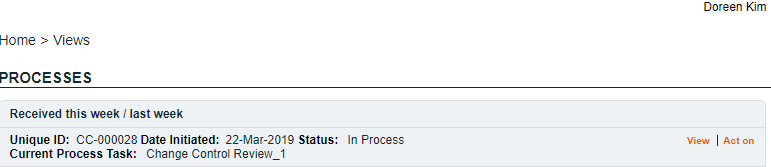 Doreen Kim
Home > Views
PROCESSES
Received this week / last week
Unique ID: CC-000028 Date Initiated: 22-Mar-2019 Status: In Process View | Act on
Current Process Task: Change Control Review_1